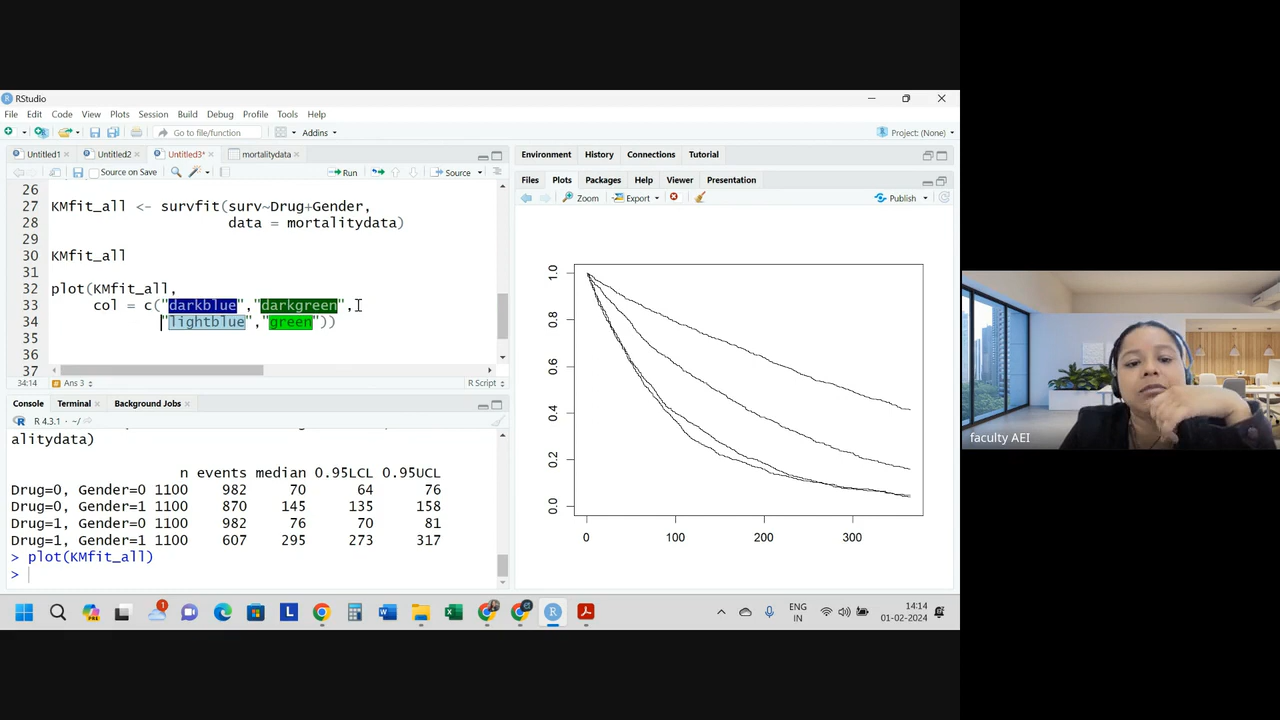 RStudio
File Edit Code View Plots Session Build Debug Profile Tools Help
Go to file/function Addins Project: (None)
Untitled1 Untitled2 Untitled3* mortalitydata
Source on Save Run Source
26
27 KMfit_all <- survfit(surv~Drug+Gender,
28 data = mortalitydata)
29
30 KMfit_all
31
32 plot(KMfit_all,
33 col = c("darkblue","darkgreen",
34 "lightblue","green"))
35
36
37
34:14 Ans 3 R Script
Console Terminal Background Jobs
R 4.3.1 · ~/
alitydata)
n events median 0.95LCL 0.95UCL
Drug=0, Gender=0 1100 982 70 64 76
Drug=0, Gender=1 1100 870 145 135 158
Drug=1, Gender=0 1100 982 76 70 81
Drug=1, Gender=1 1100 607 295 273 317
> plot(KMfit_all)
>
Environment History Connections Tutorial
Files Plots Packages Help Viewer Presentation
Zoom Export Publish
1.0
0.8
0.6
0.4
0.2
0.0
0 100 200 300
faculty AEI
1
PRE
L
ENG
IN
14:14
01-02-2024